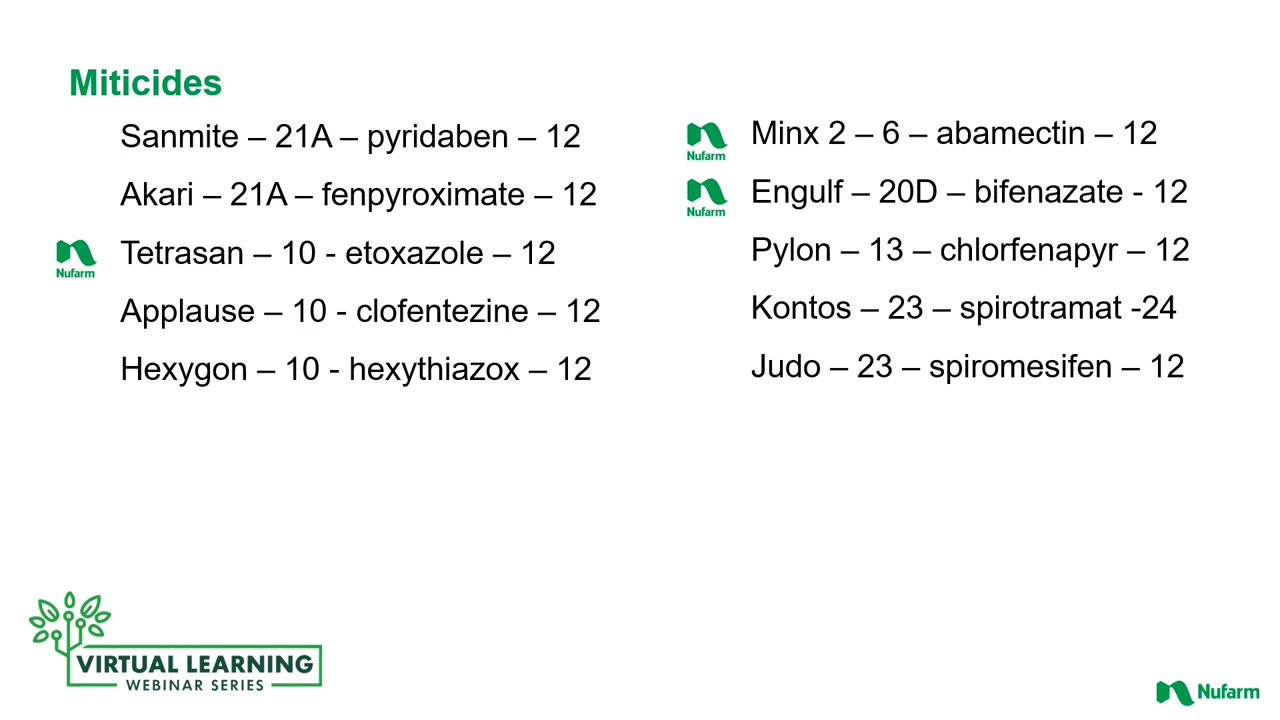 Miticides
Sanmite – 21A – pyridaben – 12
Akari – 21A – fenpyroximate – 12
Nufarm
Tetrasan – 10 - etoxazole – 12
Applause – 10 - clofentezine – 12
Hexygon – 10 - hexythiazox – 12
Nufarm
Minx 2 – 6 – abamectin – 12
Nufarm
Engulf – 20D – bifenazate - 12
Pylon – 13 – chlorfenapyr – 12
Kontos – 23 – spirotramat -24
Judo – 23 – spiromesifen – 12
VIRTUAL LEARNING
WEBINAR SERIES
Nufarm